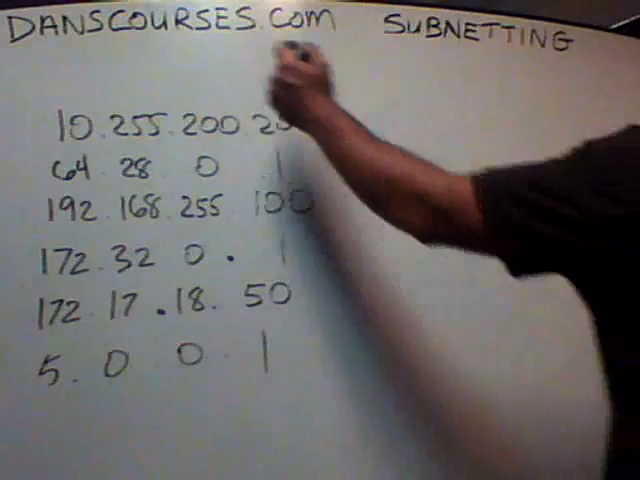 DANSCOURSES.COM SUBNETTING
10.255.200
64 28 0 1
192.168.255 100
172.32 0. 1
172.17.18. 50
5.0 0 1